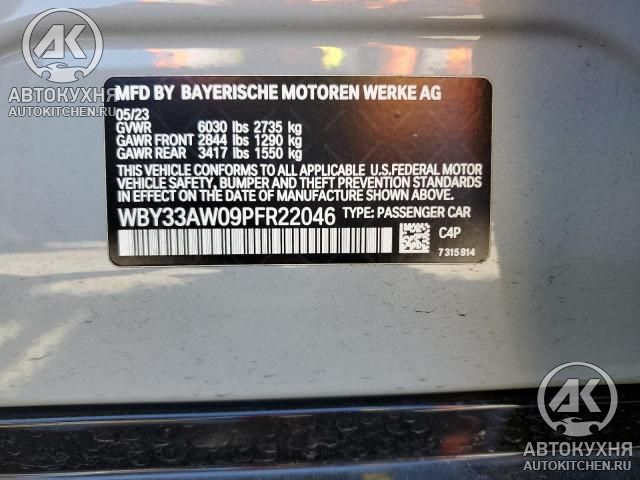 AK
АВТОКУХНЯ
AUTOKITCHEN.RU
MFD BY BAYERISCHE MOTOREN WERKE AG
05/23
GVWR 6030 lbs 2735 kg
GAWR FRONT 2844 lbs 1290 kg
GAWR REAR 3417 lbs 1550 kg
THIS VEHICLE CONFORMS TO ALL APPLICABLE U.S.FEDERAL MOTOR
VEHICLE SAFETY, BUMPER AND THEFT PREVENTION STANDARDS
IN EFFECT ON THE DATE OF MANUFACTURE SHOWN ABOVE.
WBY33AW09PFR22046 TYPE: PASSENGER CAR
C4P
7315814
AK
АВТОКУХНЯ
AUTOKITCHEN.RU